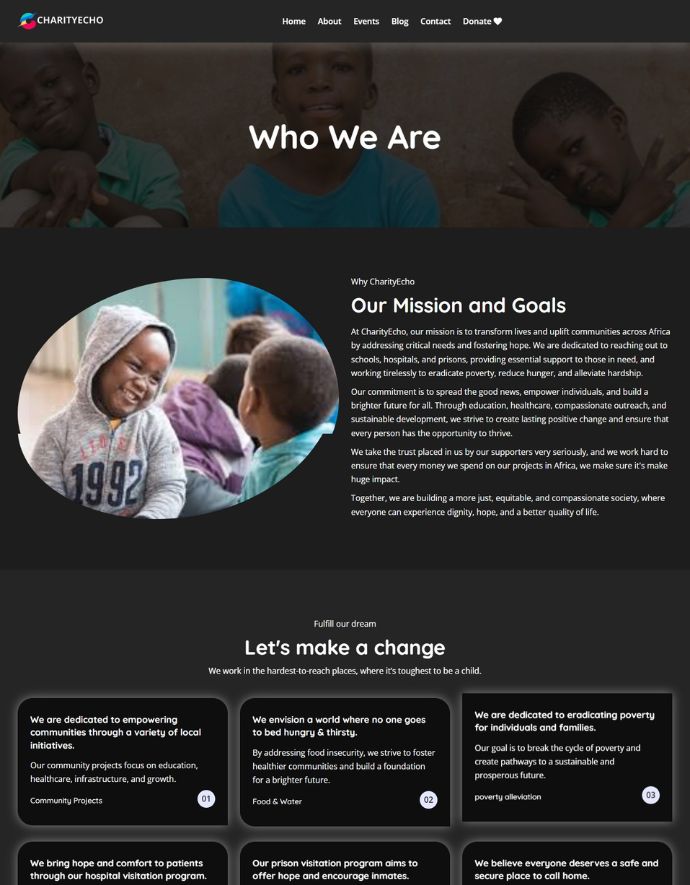 CHARITYECHO
Home About Events Blog Contact Donate
Who We Are
1992
Why CharityEcho
Our Mission and Goals
At CharityEcho, our mission is to transform lives and uplift communities across Africa
by addressing critical needs and fostering hope. We are dedicated to reaching out to
schools, hospitals, and prisons, providing essential support to those in need, and
working tirelessly to eradicate poverty, reduce hunger, and alleviate hardship.
Our commitment is to spread the good news, empower individuals, and build a
brighter future for all. Through education, healthcare, compassionate outreach, and
sustainable development, we strive to create lasting positive change and ensure that
every person has the opportunity to thrive.
We take the trust placed in us by our supporters very seriously, and we work hard to
ensure that every money we spend on our projects in Africa, we make sure it's make
huge impact.
Together, we are building a more just, equitable, and compassionate society, where
everyone can experience dignity, hope, and a better quality of life.
Fulfill our dream
Let's make a change
We work in the hardest-to-reach places, where it's toughest to be a child.
We are dedicated to empowering
communities through a variety of local
initiatives.
Our community projects focus on education,
healthcare, infrastructure, and growth.
Community Projects
01
We envision a world where no one goes
to bed hungry & thirsty.
By addressing food insecurity, we strive to foster
healthier communities and build a foundation
for a brighter future.
Food & Water
02
We are dedicated to eradicating poverty
for individuals and families.
Our goal is to break the cycle of poverty and
create pathways to a sustainable and
prosperous future.
poverty alleviation
03
We bring hope and comfort to patients
through our hospital visitation program.
Our prison visitation program aims to
offer hope and encourage inmates.
We believe everyone deserves a safe and
secure place to call home.